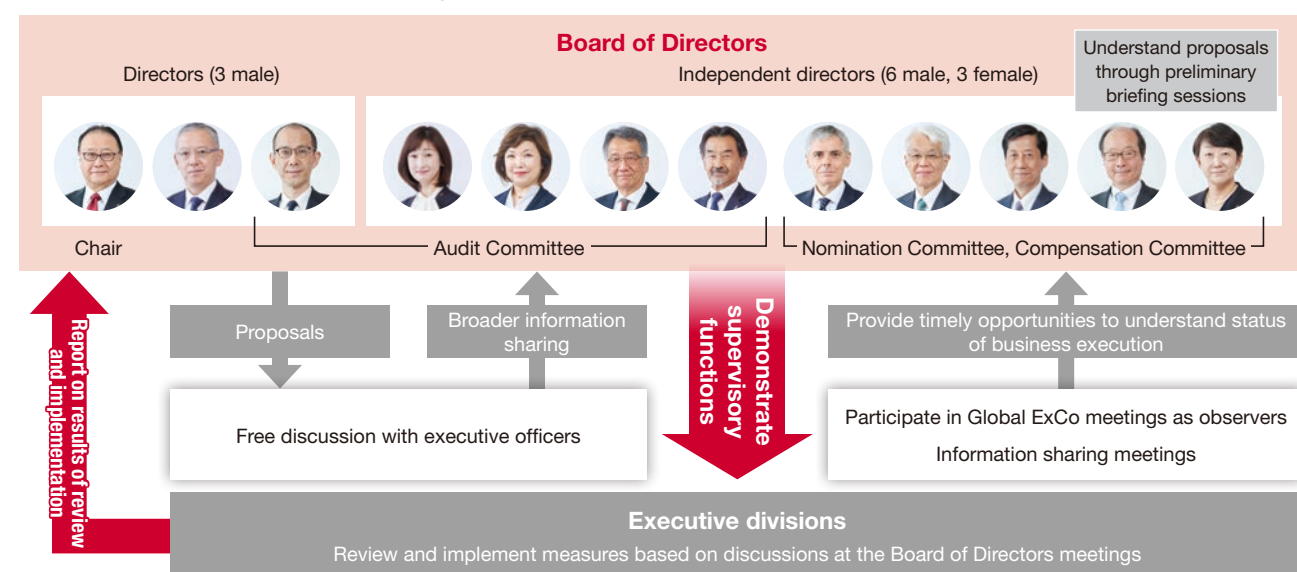 Board of Directors
Directors (3 male)
Independent directors (6 male, 3 female)
Understand proposals
through preliminary
briefing sessions
Chair
Audit Committee
Nomination Committee, Compensation Committee
Report on results of review
and implementation
Proposals
Broader information
sharing
Demonstrate
supervisory
functions
Provide timely opportunities to understand status
of business execution
Free discussion with executive officers
Participate in Global ExCo meetings as observers
Information sharing meetings
Executive divisions
Review and implement measures based on discussions at the Board of Directors meetings